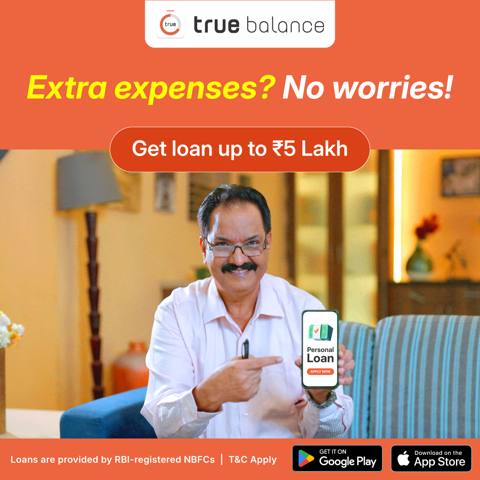 true
true balance
Extra expenses? No worries!
Get loan up to ₹5 Lakh
Personal
Loan
APPLY NOW
Loans are provided by RBI-registered NBFCs | T&C Apply
GET IT ON
Google Play
Download on the
App Store